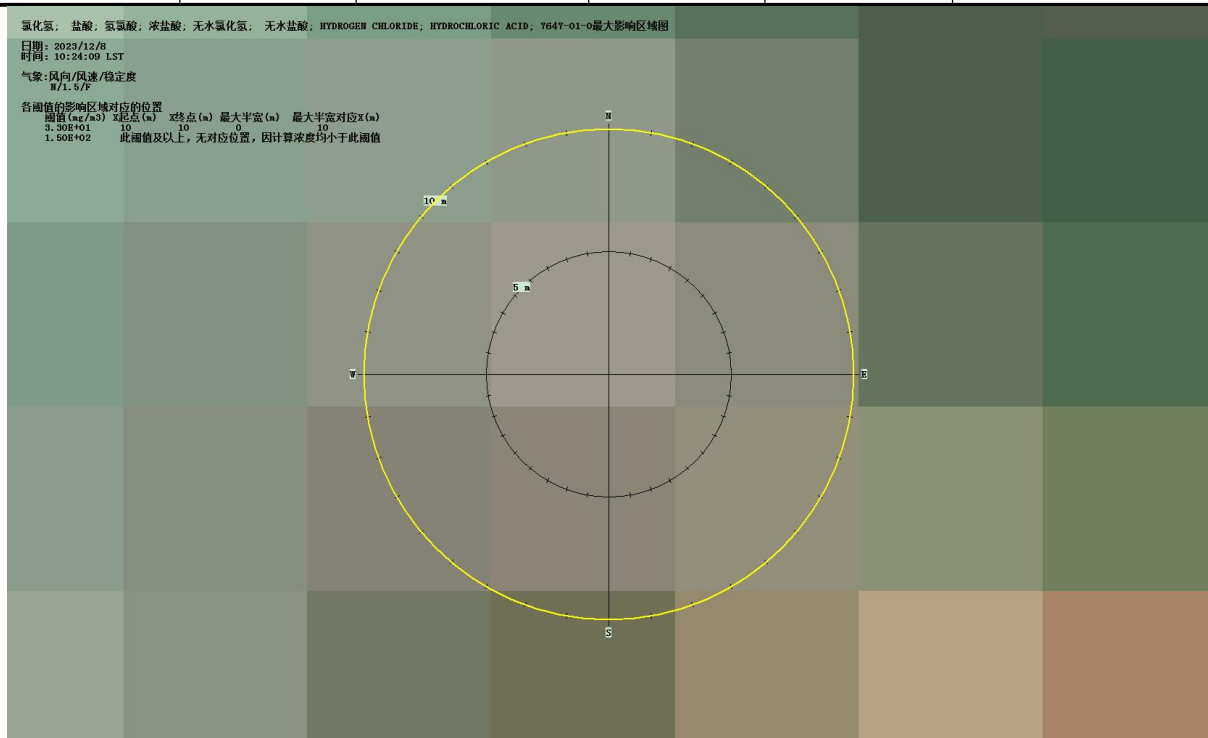 氯化氢； 盐酸；氢氯酸；浓盐酸；无水氯化氢； 无水盐酸；HYDROGEN CHLORIDE；HYDROCHLORIC ACID；7647-01-0最大影响区域图
日期：2023/12/8
时间：10:24:09 LST
气象:风向/风速/稳定度
N/1.5/F
各阈值的影响区域对应的位置
阈值(mg/m3) X起点(m) X终点(m) 最大半宽(m) 最大半宽对应X(m)
3.30E+01 10 10 0 10
1.50E+02 此阈值及以上，无对应位置，因计算浓度均小于此阈值
N
10 m
5 m
W
E
S